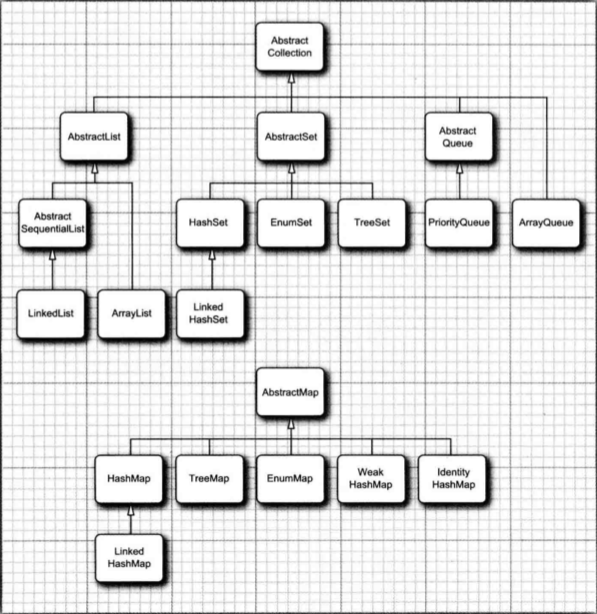 Abstract
Collection
AbstractList
AbstractSet
Abstract
Queue
Abstract
SequentialList
HashSet
EnumSet
TreeSet
PriorityQueue
ArrayQueue
LinkedList
ArrayList
Linked
HashSet
AbstractMap
HashMap
TreeMap
EnumMap
Weak
HashMap
Identity
HashMap
Linked
HashMap